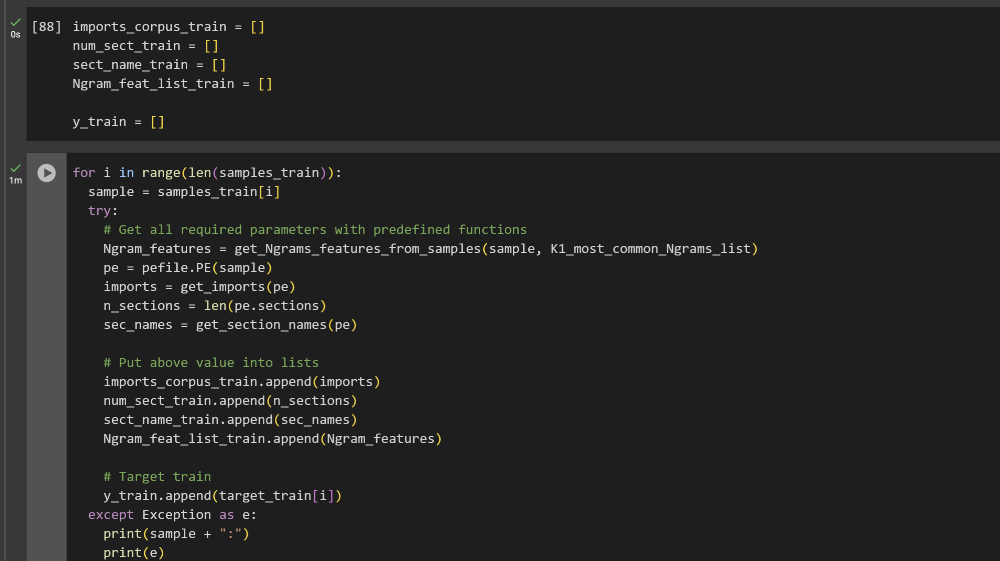 0s
[88] imports_corpus_train = []
num_sect_train = []
sect_name_train = []
Ngram_feat_list_train = []
y_train = []
1m
for i in range(len(samples_train)):
  sample = samples_train[i]
  try:
    # Get all required parameters with predefined functions
    Ngram_features = get_Ngrams_features_from_samples(sample, K1_most_common_Ngrams_list)
    pe = pefile.PE(sample)
    imports = get_imports(pe)
    n_sections = len(pe.sections)
    sec_names = get_section_names(pe)
    # Put above value into lists
    imports_corpus_train.append(imports)
    num_sect_train.append(n_sections)
    sect_name_train.append(sec_names)
    Ngram_feat_list_train.append(Ngram_features)
    # Target train
    y_train.append(target_train[i])
  except Exception as e:
    print(sample + ":")
    print(e)